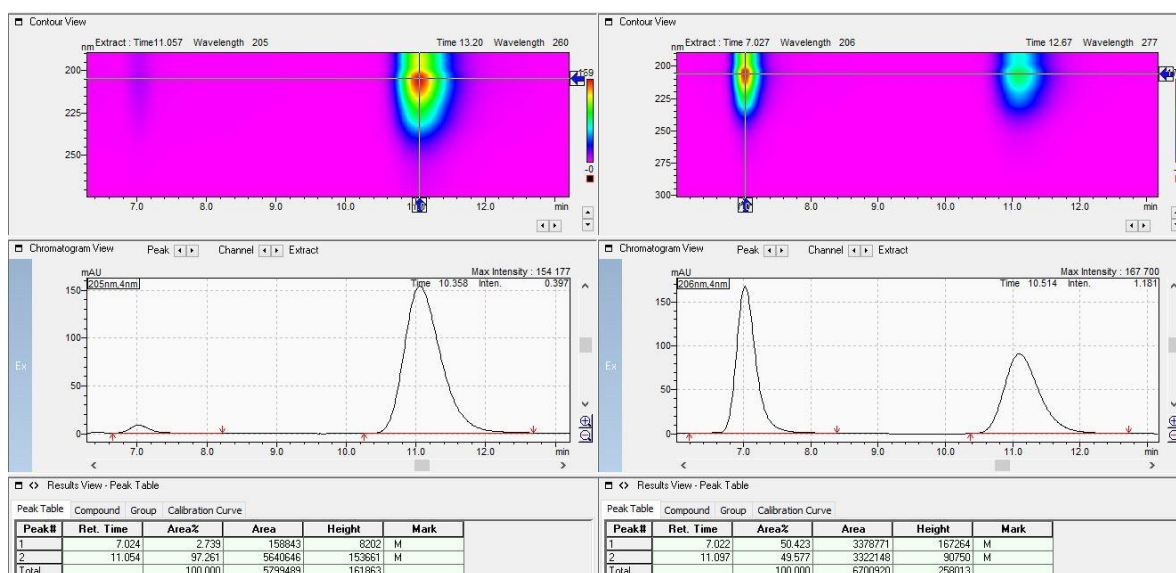 Contour View
nm Extract : Time11.057 Wavelength 205 Time 13.20 Wavelength 260
200
225
250
-0
7.0 8.0 9.0 10.0 12.0 min
Chromatogram View Peak Channel Extract
mAU Max Intensity : 154 177
205nm,4nm Time 10.358 Inten. 0.397
150
100
50
0
7.0 8.0 9.0 10.0 11.0 12.0 min
Ex
Results View - Peak Table
Peak Table Compound Group Calibration Curve
Peak# Ret. Time Area% Area Height Mark
1 7.024 2.739 158843 8202 M
2 11.054 97.261 5640646 153661 M
Total 100.000 5799489 161863
Contour View
nm Extract : Time 7.027 Wavelength 206 Time 12.67 Wavelength 277
200
225
250
275
300
8.0 9.0 10.0 11.0 12.0 min
Chromatogram View Peak Channel Extract
mAU Max Intensity : 167 700
206nm,4nm Time 10.514 Inten. 1.181
150
100
50
0
7.0 8.0 9.0 10.0 11.0 12.0 min
Ex
Results View - Peak Table
Peak Table Compound Group Calibration Curve
Peak# Ret. Time Area% Area Height Mark
1 7.022 50.423 3378771 167264 M
2 11.097 49.577 3322148 90750 M
Total 100.000 6700920 258013